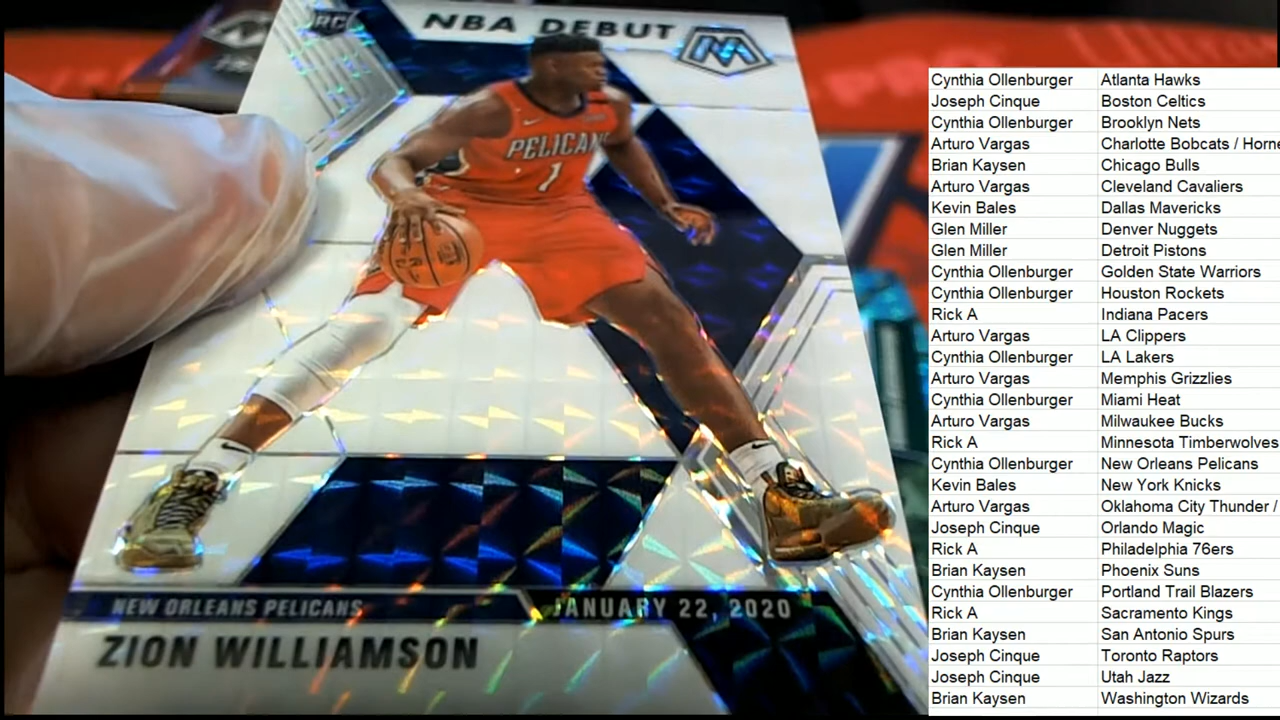 RC NBA DEBUT M
PELICANS
1
NEW ORLEANS PELICANS JANUARY 22, 2020
ZION WILLIAMSON
Cynthia Ollenburger Atlanta Hawks
Joseph Cinque Boston Celtics
Cynthia Ollenburger Brooklyn Nets
Arturo Vargas Charlotte Bobcats / Horne
Brian Kaysen Chicago Bulls
Arturo Vargas Cleveland Cavaliers
Kevin Bales Dallas Mavericks
Glen Miller Denver Nuggets
Glen Miller Detroit Pistons
Cynthia Ollenburger Golden State Warriors
Cynthia Ollenburger Houston Rockets
Rick A Indiana Pacers
Arturo Vargas LA Clippers
Cynthia Ollenburger LA Lakers
Arturo Vargas Memphis Grizzlies
Cynthia Ollenburger Miami Heat
Arturo Vargas Milwaukee Bucks
Rick A Minnesota Timberwolves
Cynthia Ollenburger New Orleans Pelicans
Kevin Bales New York Knicks
Arturo Vargas Oklahoma City Thunder /
Joseph Cinque Orlando Magic
Rick A Philadelphia 76ers
Brian Kaysen Phoenix Suns
Cynthia Ollenburger Portland Trail Blazers
Rick A Sacramento Kings
Brian Kaysen San Antonio Spurs
Joseph Cinque Toronto Raptors
Joseph Cinque Utah Jazz
Brian Kaysen Washington Wizards